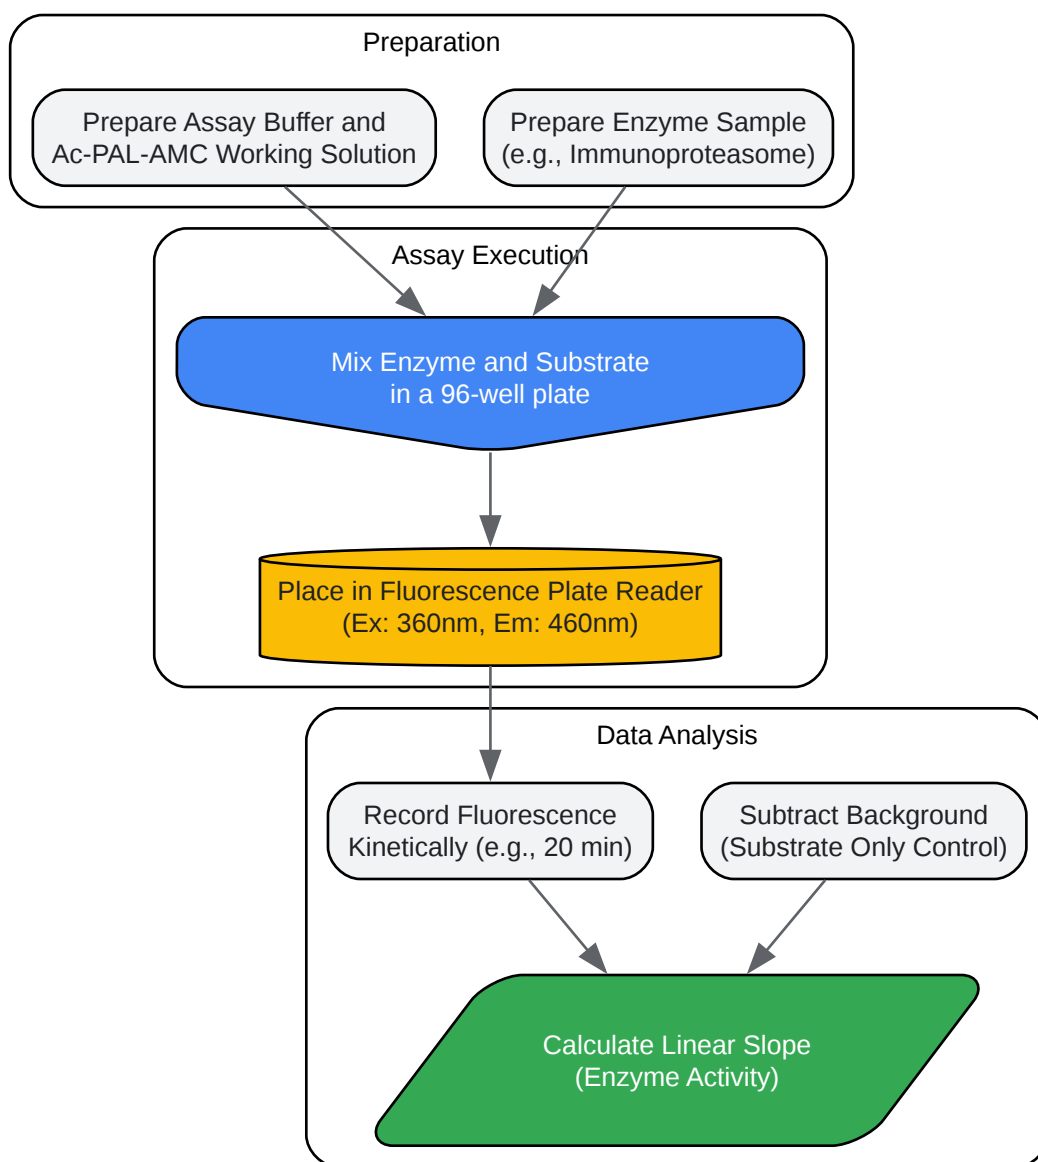 Preparation
Prepare Assay Buffer and
Ac-PAL-AMC Working Solution
Prepare Enzyme Sample
(e.g., Immunoproteasome)
Assay Execution
Mix Enzyme and Substrate
in a 96-well plate
Place in Fluorescence Plate Reader
(Ex: 360nm, Em: 460nm)
Data Analysis
Record Fluorescence
Kinetically (e.g., 20 min)
Subtract Background
(Substrate Only Control)
Calculate Linear Slope
(Enzyme Activity)